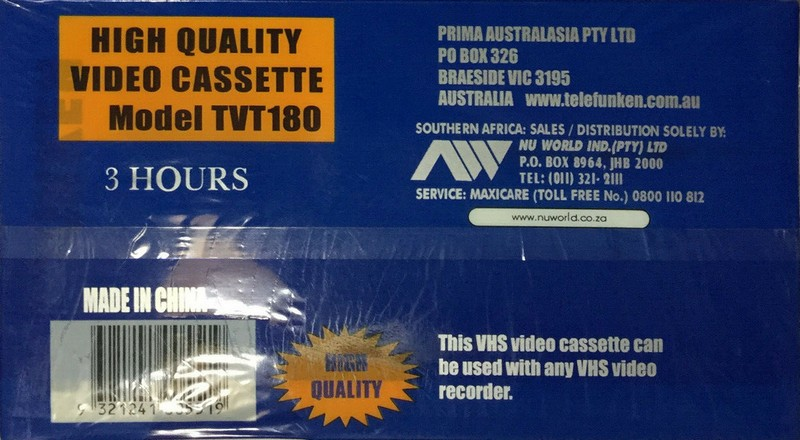 HIGH QUALITY
VIDEO CASSETTE
Model TVT180
3 HOURS
PRIMA AUSTRALASIA PTY LTD
PO BOX 326
BRAESIDE VIC 3195
AUSTRALIA www.telefunken.com.au
SOUTHERN AFRICA: SALES / DISTRIBUTION SOLELY BY:
NU WORLD IND.(PTY) LTD
P.O. BOX 8964, JHB 2000
TEL: (011) 321- 2111
SERVICE: MAXICARE (TOLL FREE No.) 0800 110 812
www.nuworld.co.za
MADE IN CHINA
9 321241
HIGH
QUALITY
This VHS video cassette can
be used with any VHS video
recorder.